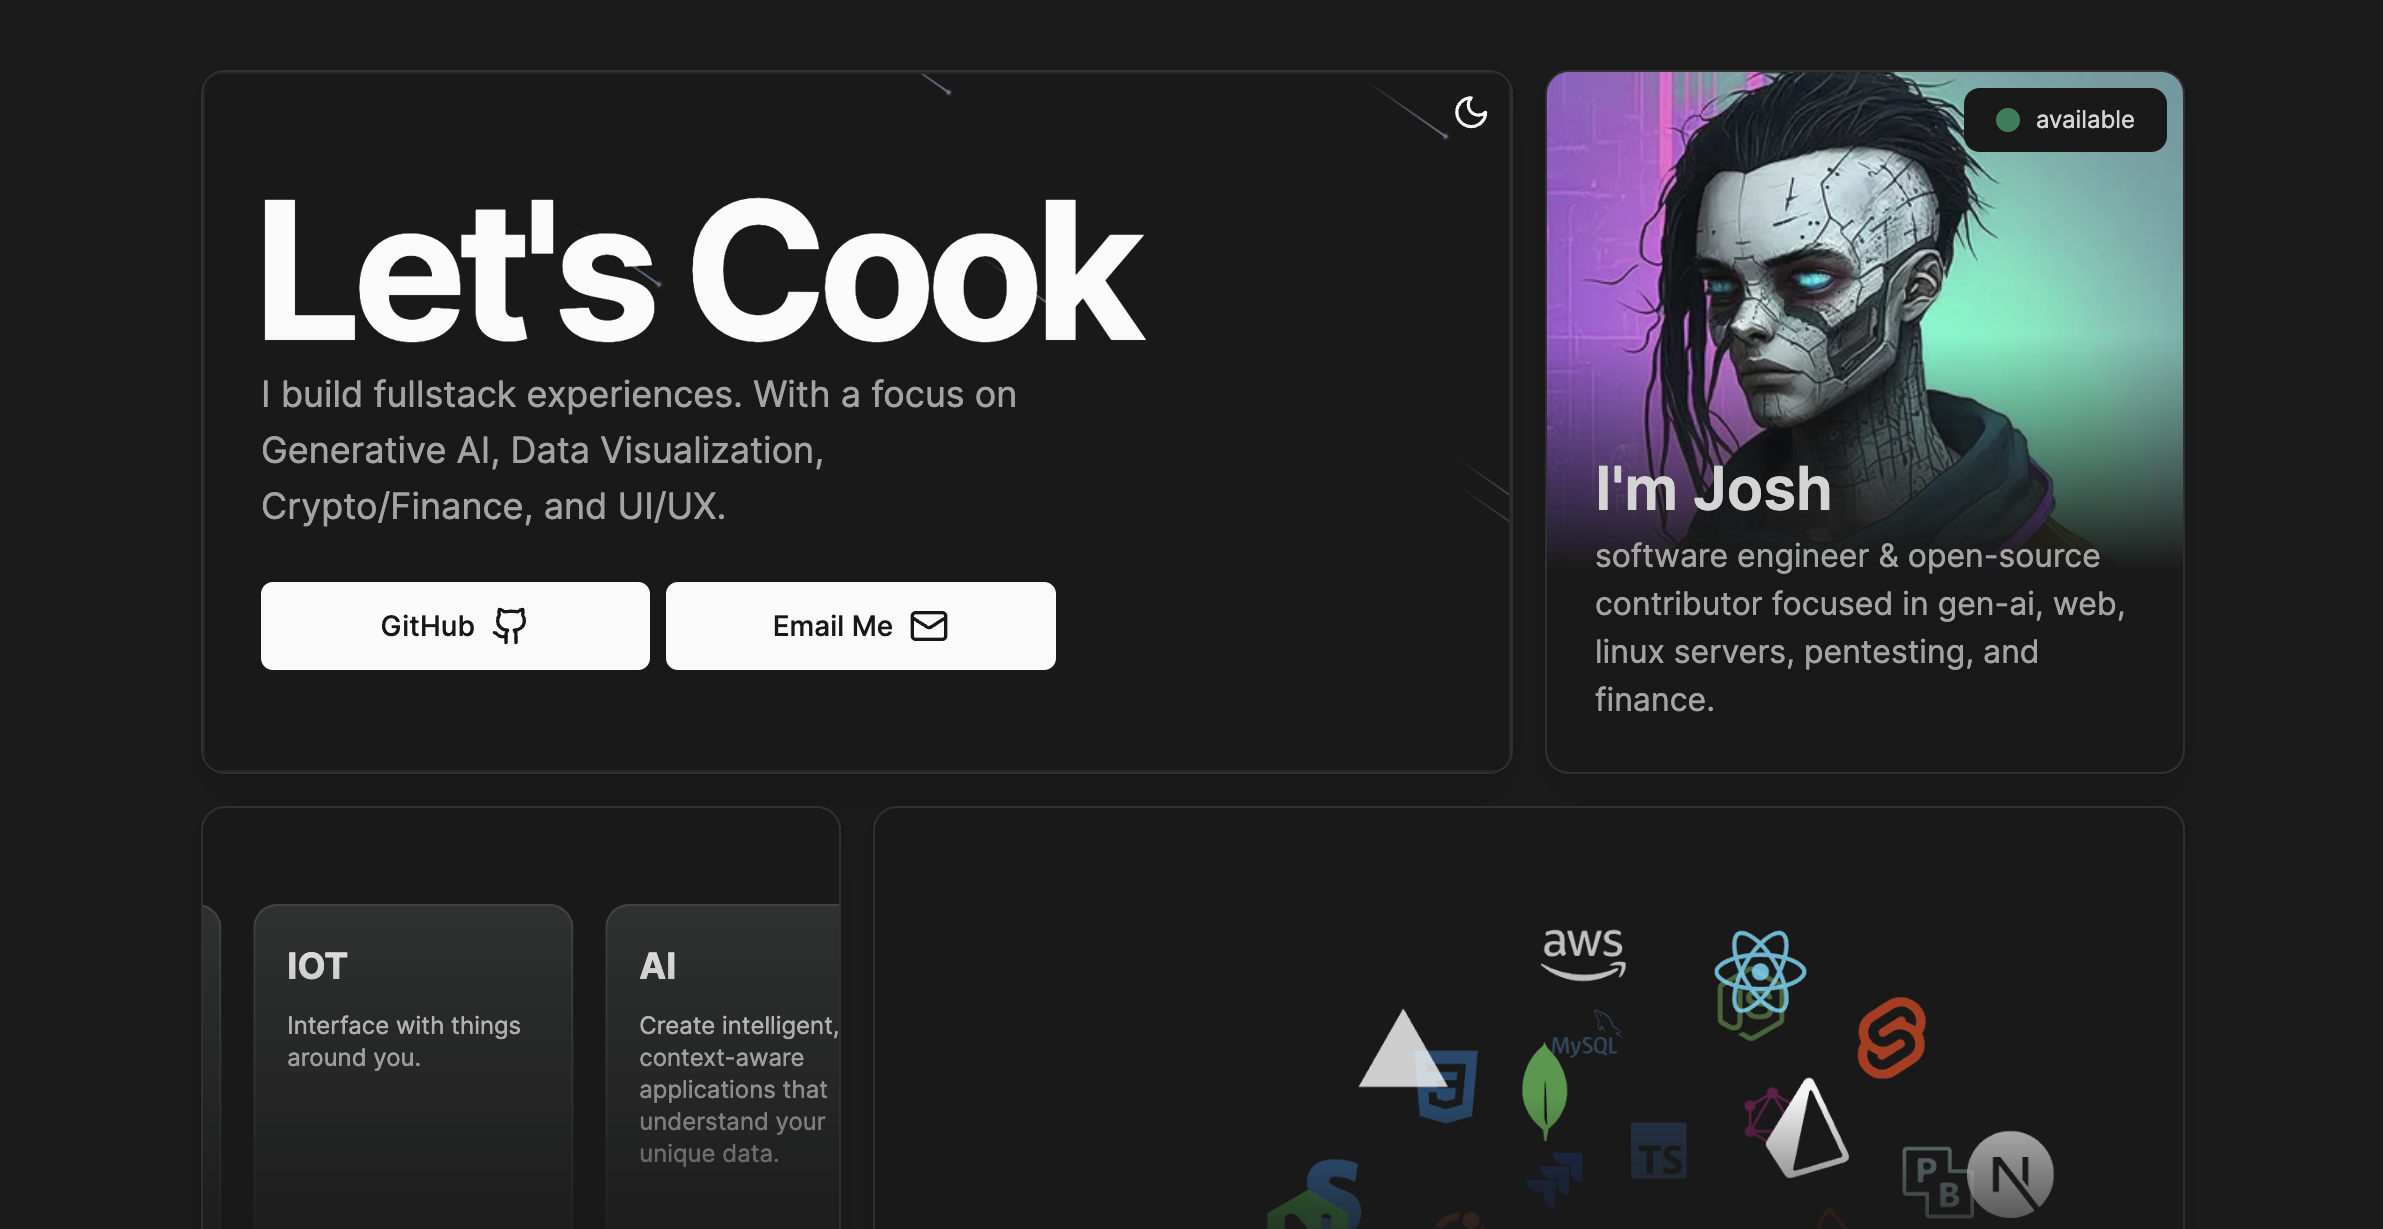 available
Let's Cook
I build fullstack experiences. With a focus on
Generative AI, Data Visualization,
Crypto/Finance, and UI/UX.
GitHub
Email Me
I'm Josh
software engineer & open-source
contributor focused in gen-ai, web,
linux servers, pentesting, and
finance.
IOT
Interface with things
around you.
AI
Create intelligent,
context-aware
applications that
understand your
unique data.
aws
JS
MySQL
TS
P
B
N